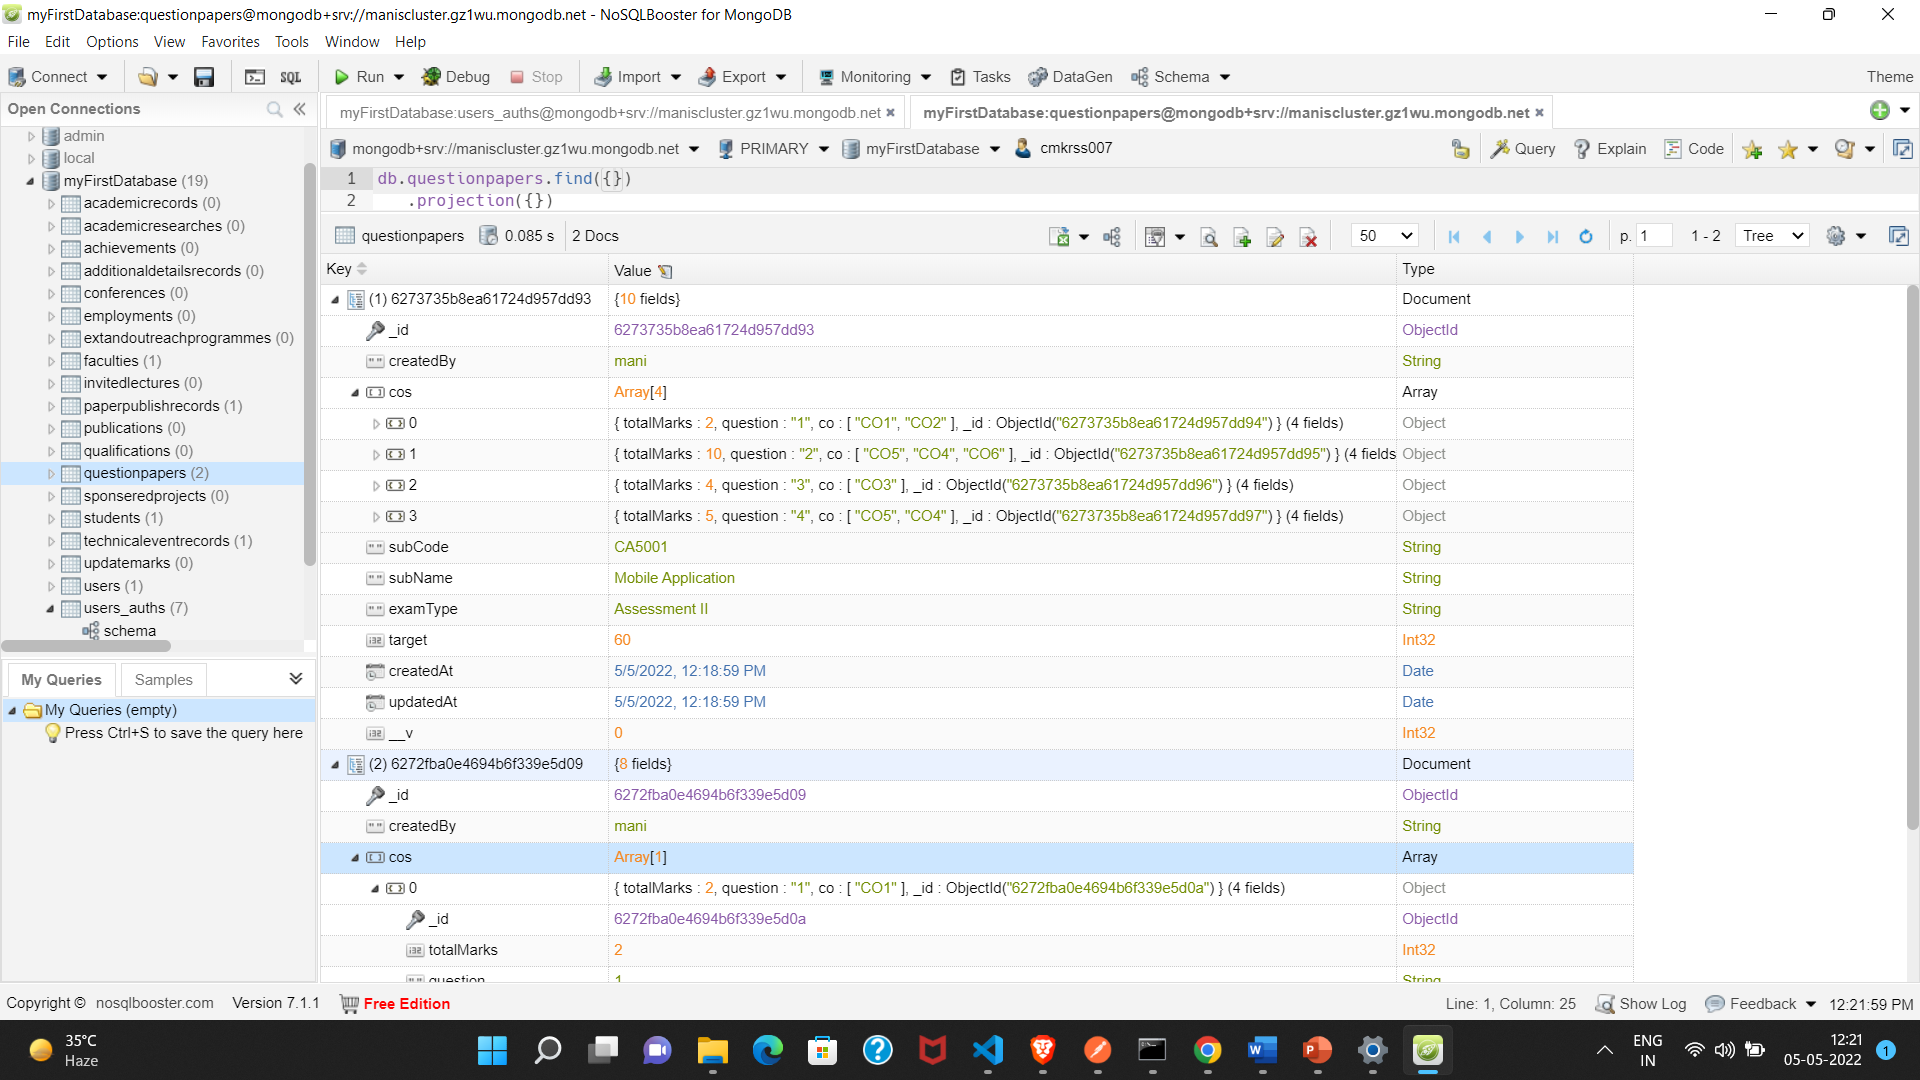 myFirstDatabase:questionpapers@mongodb+srv://maniscluster.gz1wu.mongodb.net - NoSQLBooster for MongoDB
File Edit Options View Favorites Tools Window Help
Connect SQL Run Debug Stop Import Export Monitoring Tasks DataGen Schema Theme
Open Connections
admin
local
myFirstDatabase (19)
academicrecords (0)
academicresearches (0)
achievements (0)
additionaldetailsrecords (0)
conferences (0)
employments (0)
extandoutreachprogrammes (0)
faculties (1)
invitedlectures (0)
paperpublishrecords (1)
publications (0)
qualifications (0)
questionpapers (2)
sponseredprojects (0)
students (1)
technicaleventrecords (1)
updatemarks (0)
users (1)
users_auths (7)
schema
My Queries Samples
My Queries (empty)
Press Ctrl+S to save the query here
myFirstDatabase:users_auths@mongodb+srv://maniscluster.gz1wu.mongodb.net myFirstDatabase:questionpapers@mongodb+srv://maniscluster.gz1wu.mongodb.net
mongodb+srv://maniscluster.gz1wu.mongodb.net PRIMARY myFirstDatabase cmkrss007 Query Explain Code
1 db.questionpapers.find({})
2 .projection({})
questionpapers 0.085 s 2 Docs 50 p. 1 1 - 2 Tree
Key Value Type
(1) 6273735b8ea61724d957dd93 {10 fields} Document
_id 6273735b8ea61724d957dd93 ObjectId
createdBy mani String
cos Array[4] Array
0 { totalMarks : 2, question : "1", co : [ "CO1", "CO2" ], _id : ObjectId("6273735b8ea61724d957dd94") } (4 fields) Object
1 { totalMarks : 10, question : "2", co : [ "CO5", "CO4", "CO6" ], _id : ObjectId("6273735b8ea61724d957dd95") } (4 fields Object
2 { totalMarks : 4, question : "3", co : [ "CO3" ], _id : ObjectId("6273735b8ea61724d957dd96") } (4 fields) Object
3 { totalMarks : 5, question : "4", co : [ "CO5", "CO4" ], _id : ObjectId("6273735b8ea61724d957dd97") } (4 fields) Object
subCode CA5001 String
subName Mobile Application String
examType Assessment II String
target 60 Int32
createdAt 5/5/2022, 12:18:59 PM Date
updatedAt 5/5/2022, 12:18:59 PM Date
__v 0 Int32
(2) 6272fba0e4694b6f339e5d09 {8 fields} Document
_id 6272fba0e4694b6f339e5d09 ObjectId
createdBy mani String
cos Array[1] Array
0 { totalMarks : 2, question : "1", co : [ "CO1" ], _id : ObjectId("6272fba0e4694b6f339e5d0a") } (4 fields) Object
_id 6272fba0e4694b6f339e5d0a ObjectId
totalMarks 2 Int32
question 1 String
Copyright © nosqlbooster.com Version 7.1.1 Free Edition Line: 1, Column: 25 Show Log Feedback 12:21:59 PM
35°C
Haze
ENG
IN
12:21
05-05-2022
1